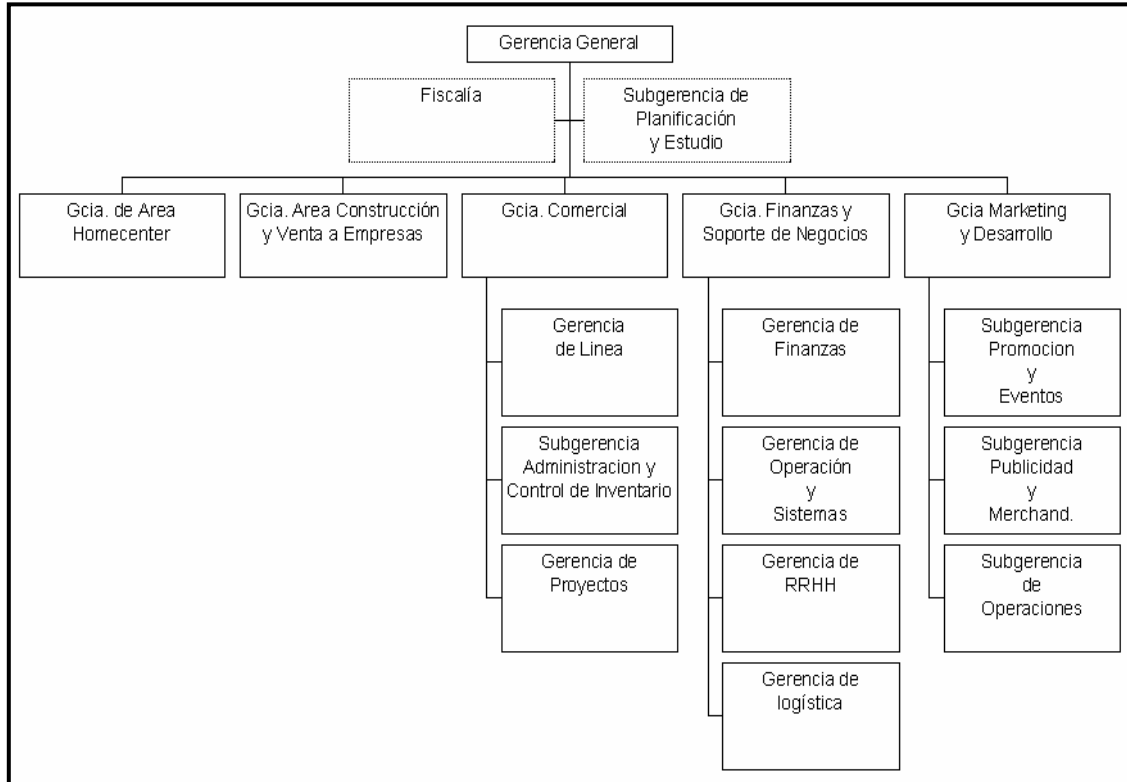 Gerencia General
Fiscalía
Subgerencia de
Planificación
y Estudio
Gcia. de Area
Homecenter
Gcia. Area Construcción
y Venta a Empresas
Gcia. Comercial
Gcia. Finanzas y
Soporte de Negocios
Gcia Marketing
y Desarrollo
Gerencia
de Linea
Subgerencia
Administracion y
Control de Inventario
Gerencia de
Proyectos
Gerencia de
Finanzas
Gerencia de
Operación
y
Sistemas
Gerencia de
RRHH
Gerencia de
logística
Subgerencia
Promocion
y
Eventos
Subgerencia
Publicidad
y
Merchand.
Subgerencia
de
Operaciones